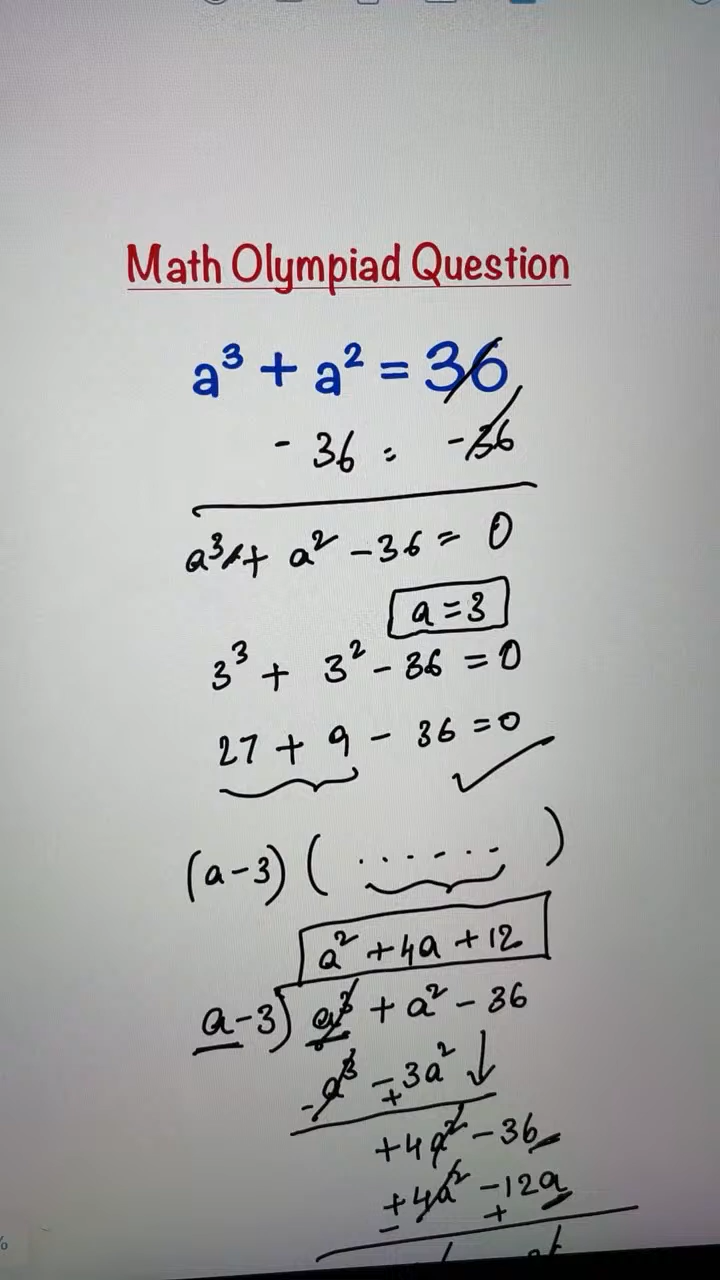 Math Olympiad Question
a³ + a² = 36
- 36 = -36
a³ + a² - 36 = 0
a = 3
3³ + 3² - 36 = 0
27 + 9 - 36 = 0
(a - 3) ( ...... )
a² + 4a + 12
a - 3) a³ + a² - 36
- a³ - 3a²
+
+ 4a² - 36
+ 4a² - 12a
- +
%